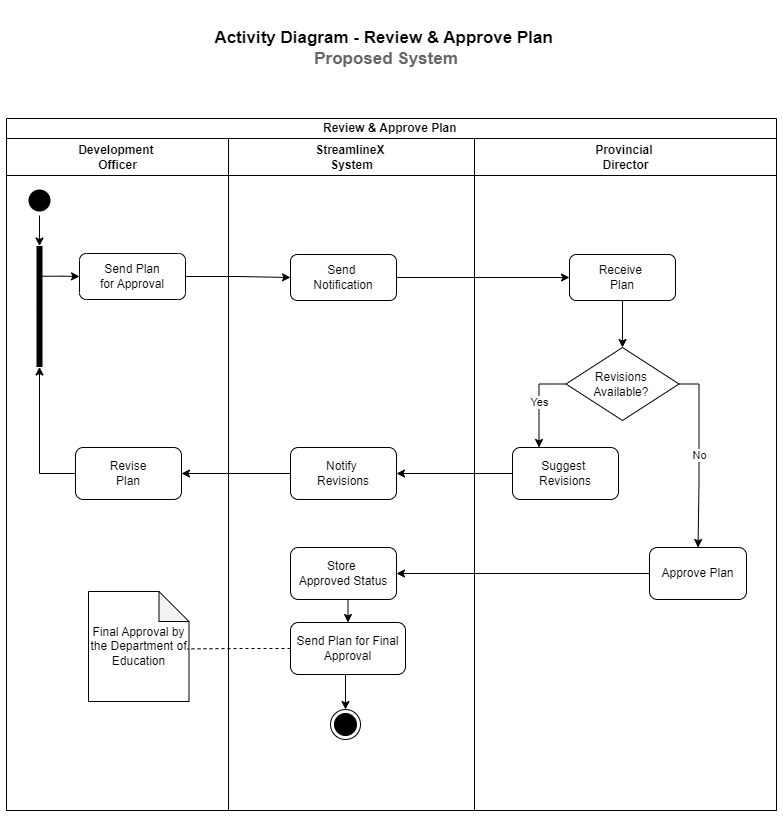 Activity Diagram - Review & Approve Plan
Proposed System
Review & Approve Plan
Development
Officer
StreamlineX
System
Provincial
Director
Send Plan
for Approval
Send
Notification
Receive
Plan
Revisions
Available?
Yes
No
Revise
Plan
Notify
Revisions
Suggest
Revisions
Store
Approved Status
Approve Plan
Final Approval by
the Department of
Education
Send Plan for Final
Approval